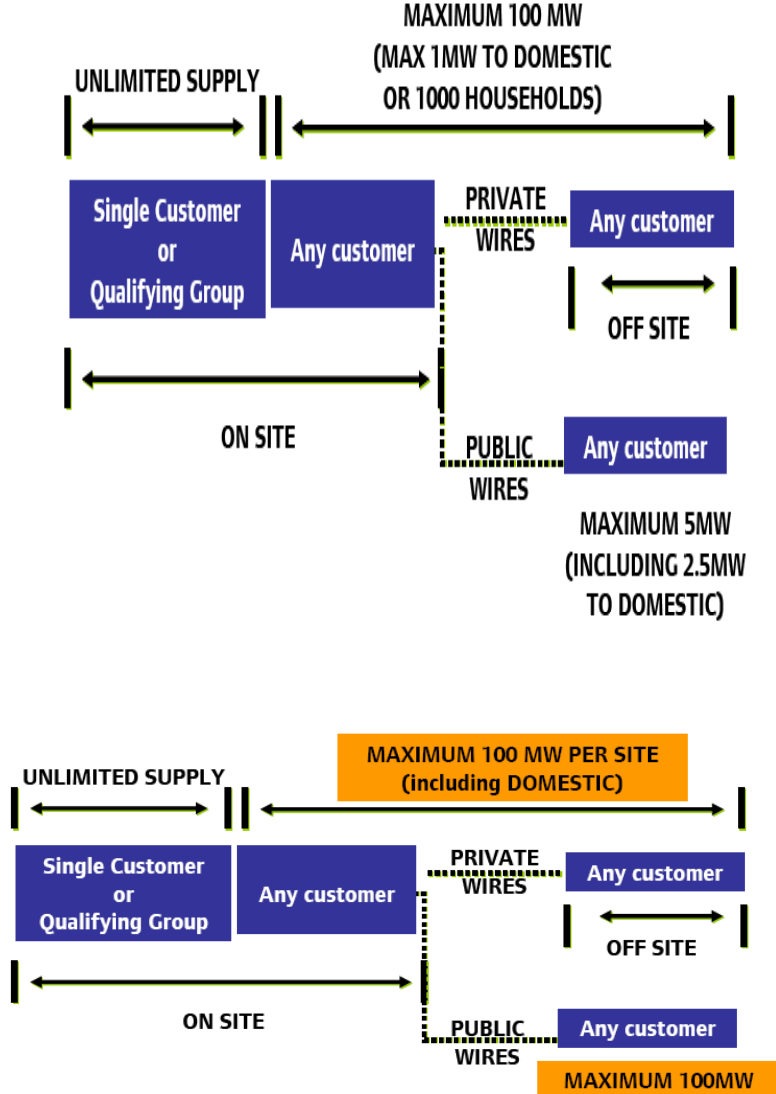 MAXIMUM 100 MW
(MAX 1MW TO DOMESTIC
OR 1000 HOUSEHOLDS)
UNLIMITED SUPPLY
Single Customer
or
Qualifying Group
Any customer
PRIVATE
WIRES
Any customer
OFF SITE
ON SITE
PUBLIC
WIRES
Any customer
MAXIMUM 5MW
(INCLUDING 2.5MW
TO DOMESTIC)
MAXIMUM 100 MW PER SITE
(including DOMESTIC)
UNLIMITED SUPPLY
Single Customer
or
Qualifying Group
Any customer
PRIVATE
WIRES
Any customer
OFF SITE
ON SITE
PUBLIC
WIRES
Any customer
MAXIMUM 100MW